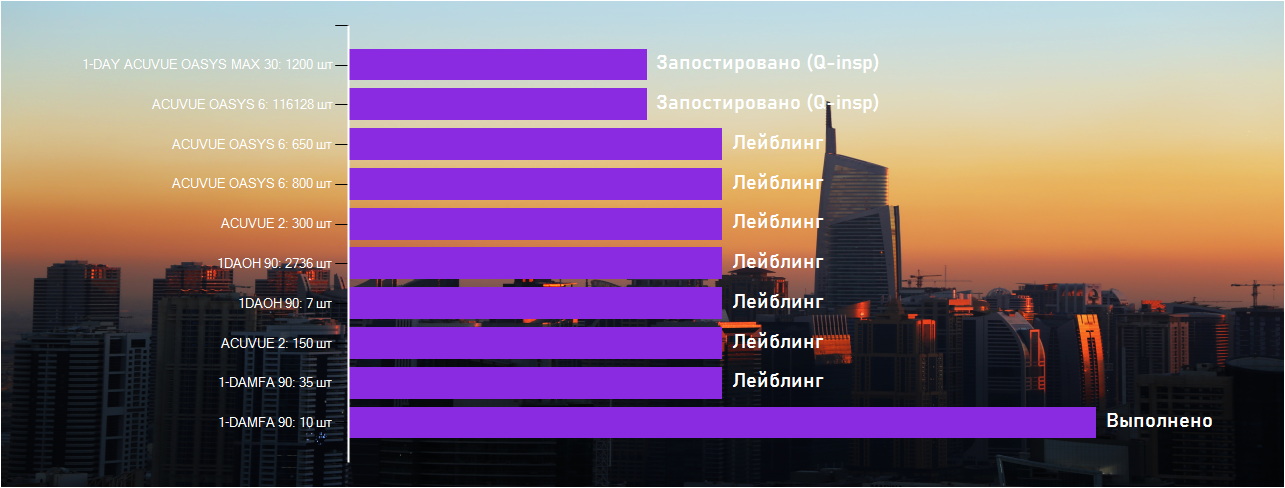 1-DAY ACUVUE OASYS MAX 30: 1200 шт Запостировано (Q-insp)
ACUVUE OASYS 6: 116128 шт Запостировано (Q-insp)
ACUVUE OASYS 6: 650 шт Лейблинг
ACUVUE OASYS 6: 800 шт Лейблинг
ACUVUE 2: 300 шт Лейблинг
1DAOH 90: 2736 шт Лейблинг
1DAOH 90: 7 шт Лейблинг
ACUVUE 2: 150 шт Лейблинг
1-DAMFA 90: 35 шт Лейблинг
1-DAMFA 90: 10 шт Выполнено